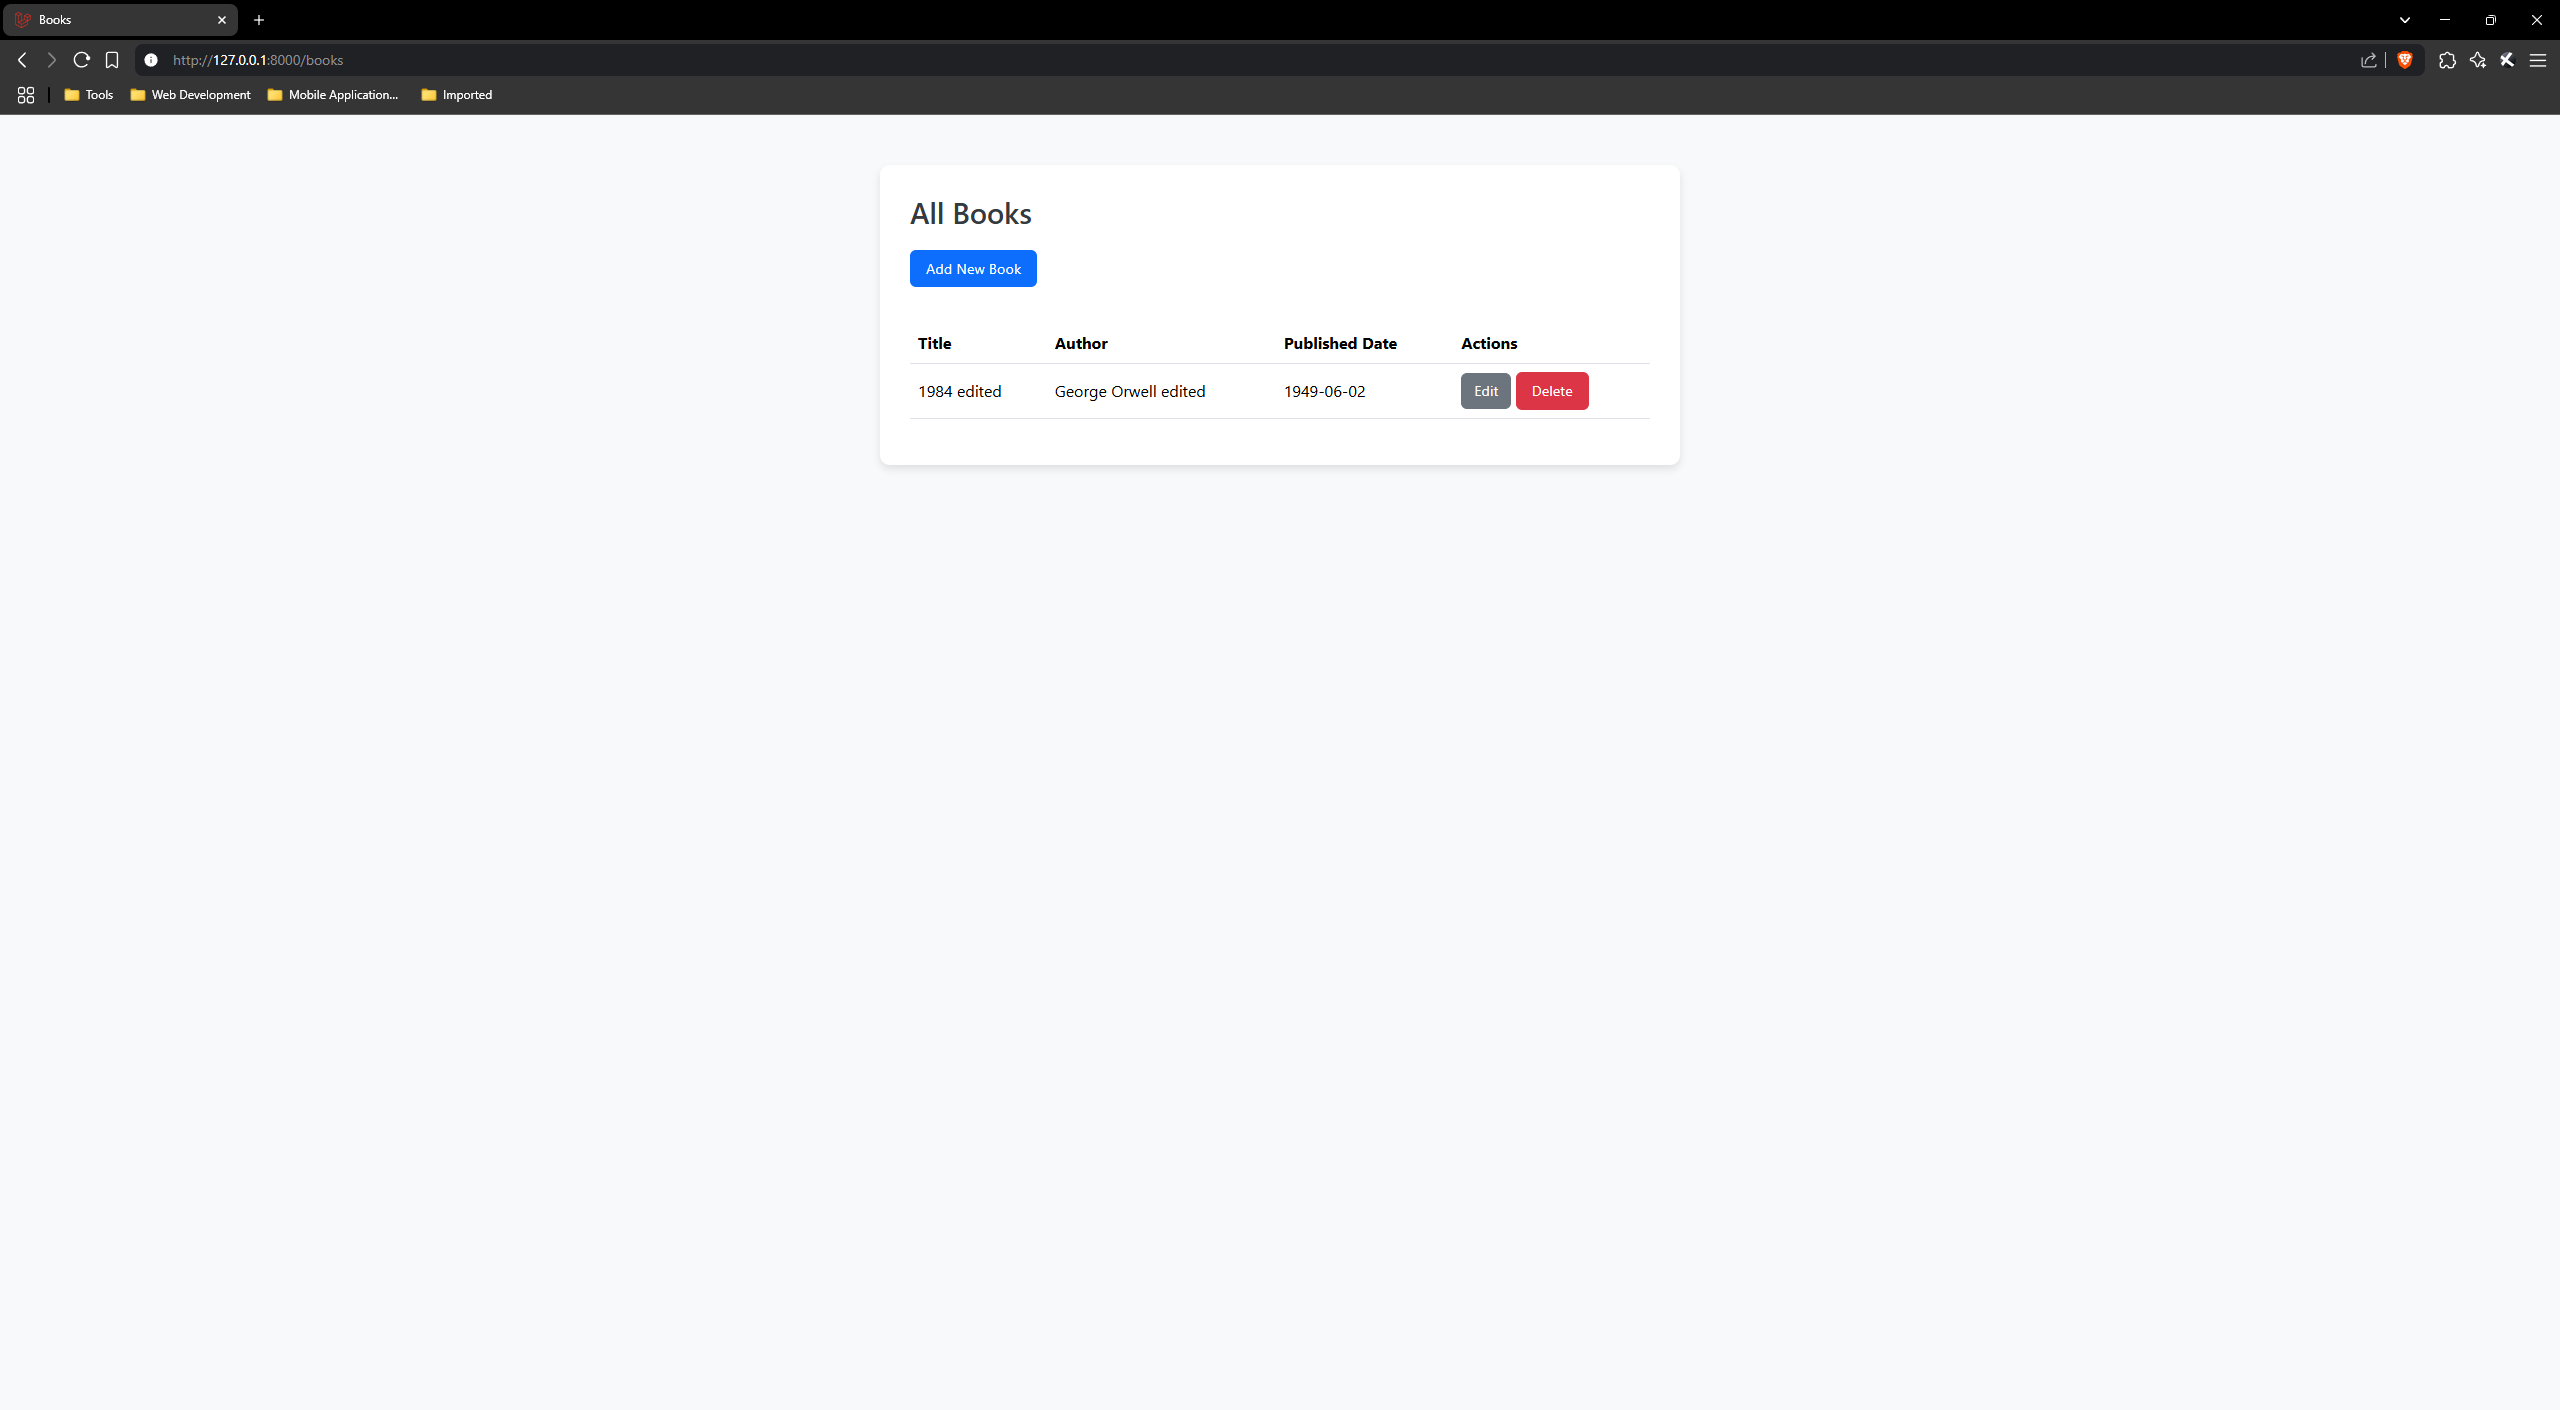 Books
http://127.0.0.1:8000/books
Tools Web Development Mobile Application... Imported
All Books
Add New Book
Title Author Published Date Actions
1984 edited George Orwell edited 1949-06-02 Edit Delete